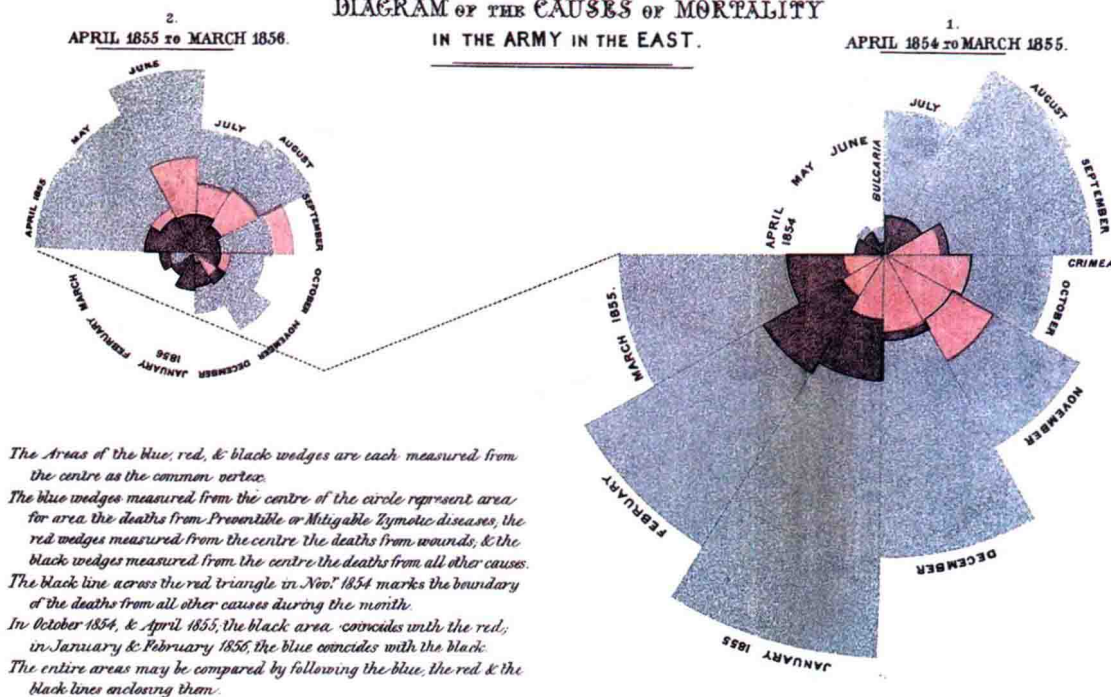 DIAGRAM OF THE CAUSES OF MORTALITY
IN THE ARMY IN THE EAST.
2.
APRIL 1855 TO MARCH 1856.
1.
APRIL 1854 TO MARCH 1855.
APRIL 1855
MAY
JUNE
JULY
AUGUST
SEPTEMBER
OCTOBER
NOVEMBER
DECEMBER
JANUARY
1856
FEBRUARY
MARCH
APRIL
1854
MAY
JUNE
BULGARIA
JULY
AUGUST
SEPTEMBER
CRIMEA
OCTOBER
NOVEMBER
DECEMBER
JANUARY 1855
FEBRUARY
MARCH 1855.
The Areas of the blue, red, & black wedges are each measured from
the centre as the common vertex.
The blue wedges measured from the centre of the circle represent area
for area the deaths from Preventible or Mitigable Zymotic diseases; the
red wedges measured from the centre the deaths from wounds; & the
black wedges measured from the centre the deaths from all other causes.
The black line across the red triangle in Nov.r 1854 marks the boundary
of the deaths from all other causes during the month.
In October 1854, & April 1855, the black area coincides with the red;
in January & February 1856, the blue coincides with the black.
The entire areas may be compared by following the blue, the red & the
black lines enclosing them.